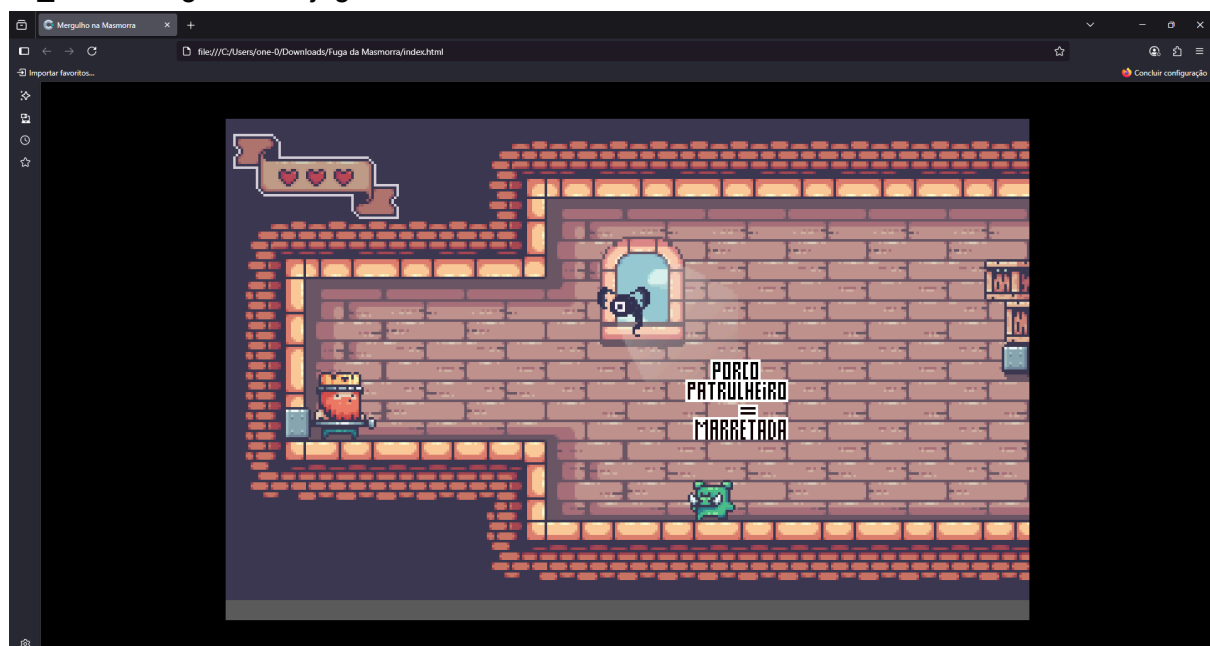 Mergulho na Masmorra
file:///C:/Users/one-0/Downloads/Fuga da Masmorra/index.html
Importar favoritos...
Concluir configuração
PORCO
PATRULHEIRO
=
MARRETADA